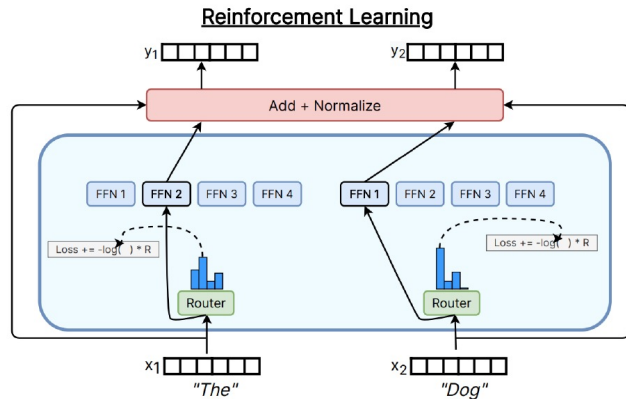 Reinforcement Learning
y1 y2
Add + Normalize
FFN 1 FFN 2 FFN 3 FFN 4 FFN 1 FFN 2 FFN 3 FFN 4
Loss += -log( ) * R Loss += -log( ) * R
Router Router
x1 x2
"The" "Dog"